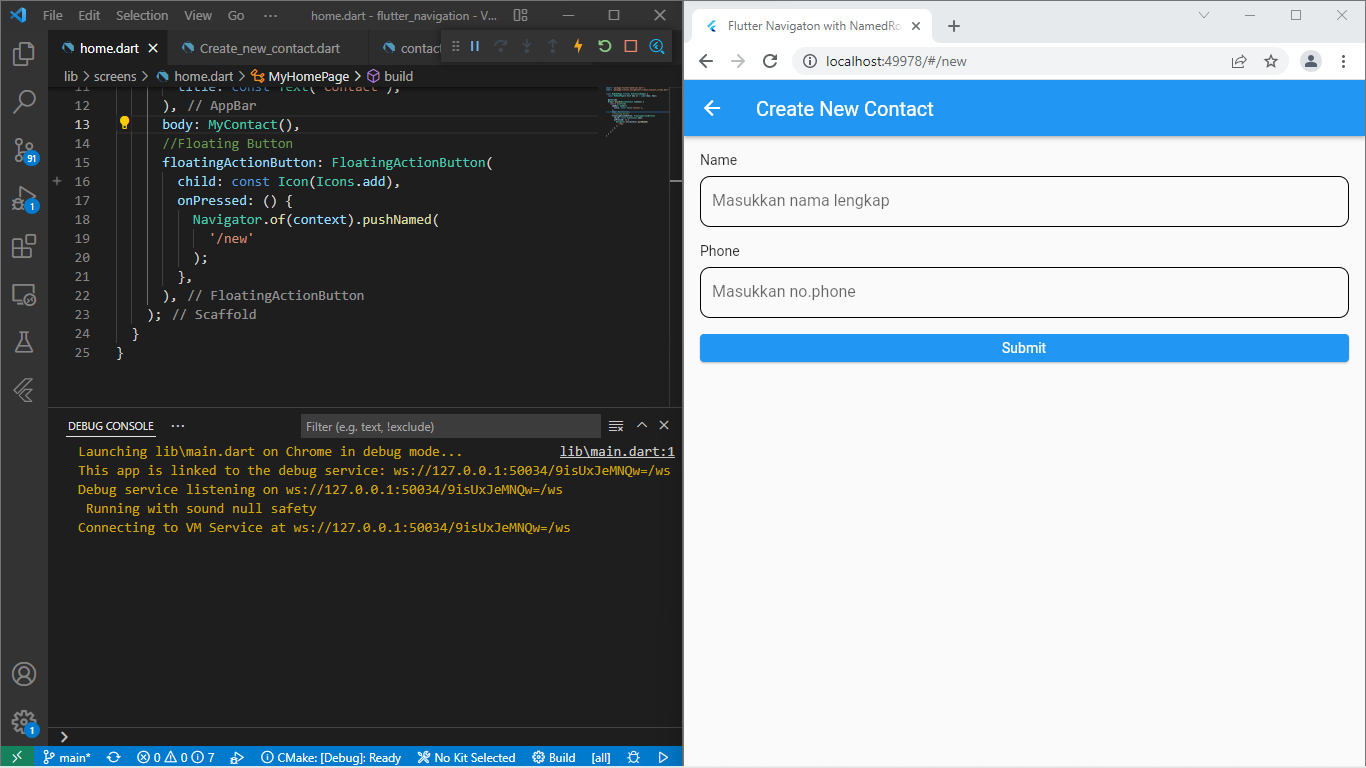 File Edit Selection View Go ··· home.dart - flutter_navigation - V...
home.dart Create_new_contact.dart contac
lib > screens > home.dart > MyHomePage > build
11 title: const Text("Contact"),
12 ), // AppBar
13 body: MyContact(),
14 //Floating Button
15 floatingActionButton: FloatingActionButton(
16 child: const Icon(Icons.add),
17 onPressed: () {
18 Navigator.of(context).pushNamed(
19 '/new'
20 );
21 },
22 ), // FloatingActionButton
23 ); // Scaffold
24 }
25 }
DEBUG CONSOLE ··· Filter (e.g. text, !exclude)
Launching lib\main.dart on Chrome in debug mode... lib\main.dart:1
This app is linked to the debug service: ws://127.0.0.1:50034/9isUxJeMNQw=/ws
Debug service listening on ws://127.0.0.1:50034/9isUxJeMNQw=/ws
Running with sound null safety
Connecting to VM Service at ws://127.0.0.1:50034/9isUxJeMNQw=/ws
91
1
1
main* 0 0 7 CMake: [Debug]: Ready No Kit Selected Build [all]
Flutter Navigaton with NamedRo
localhost:49978/#/new
Create New Contact
Name
Masukkan nama lengkap
Phone
Masukkan no.phone
Submit